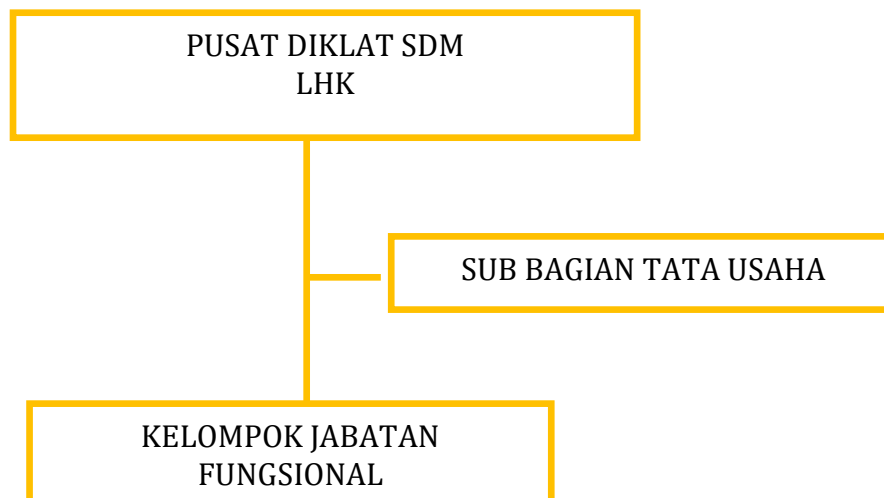 PUSAT DIKLAT SDM
LHK
SUB BAGIAN TATA USAHA
KELOMPOK JABATAN
FUNGSIONAL